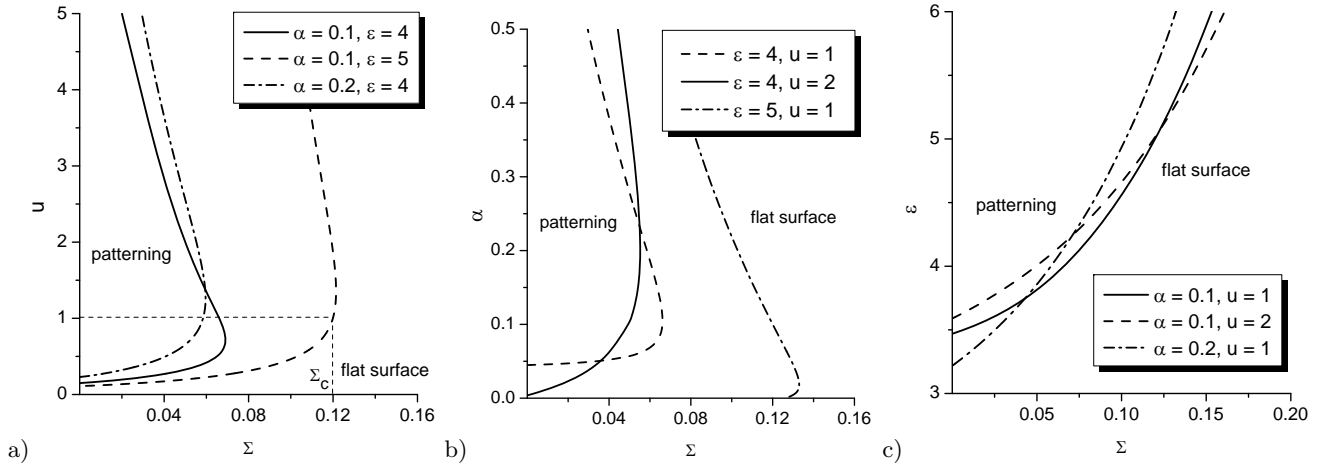 5
4
3
2
1
0
u
α = 0.1, ε = 4
α = 0.1, ε = 5
α = 0.2, ε = 4
patterning
Σc
flat surface
0.04 0.08 0.12 0.16
Σ
a)
0.5
0.4
0.3
0.2
0.1
0.0
α
ε = 4, u = 1
ε = 4, u = 2
ε = 5, u = 1
patterning
flat surface
0.04 0.08 0.12 0.16
Σ
b)
6
5
4
3
ε
flat surface
patterning
α = 0.1, u = 1
α = 0.1, u = 2
α = 0.2, u = 1
0.05 0.10 0.15 0.20
Σ
c)